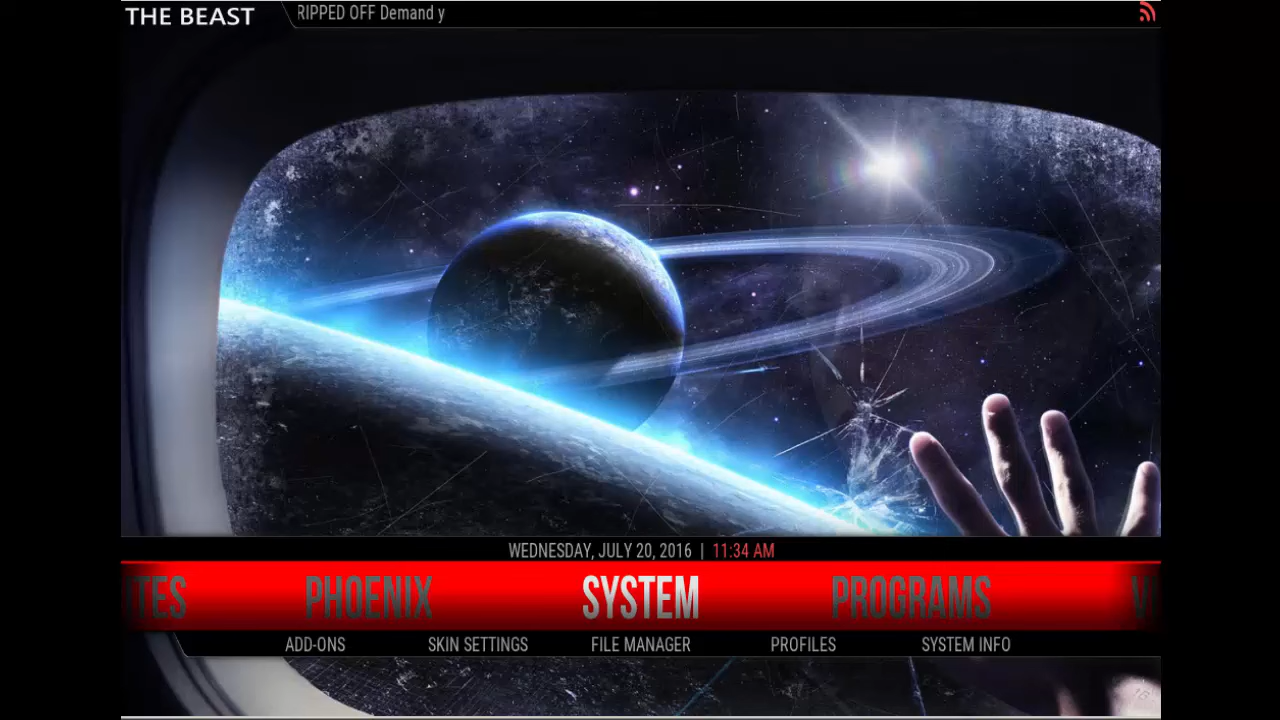 THE BEAST
RIPPED OFF Demand y
WEDNESDAY, JULY 20, 2016 | 11:34 AM
TES PHOENIX SYSTEM PROGRAMS V
ADD-ONS SKIN SETTINGS FILE MANAGER PROFILES SYSTEM INFO